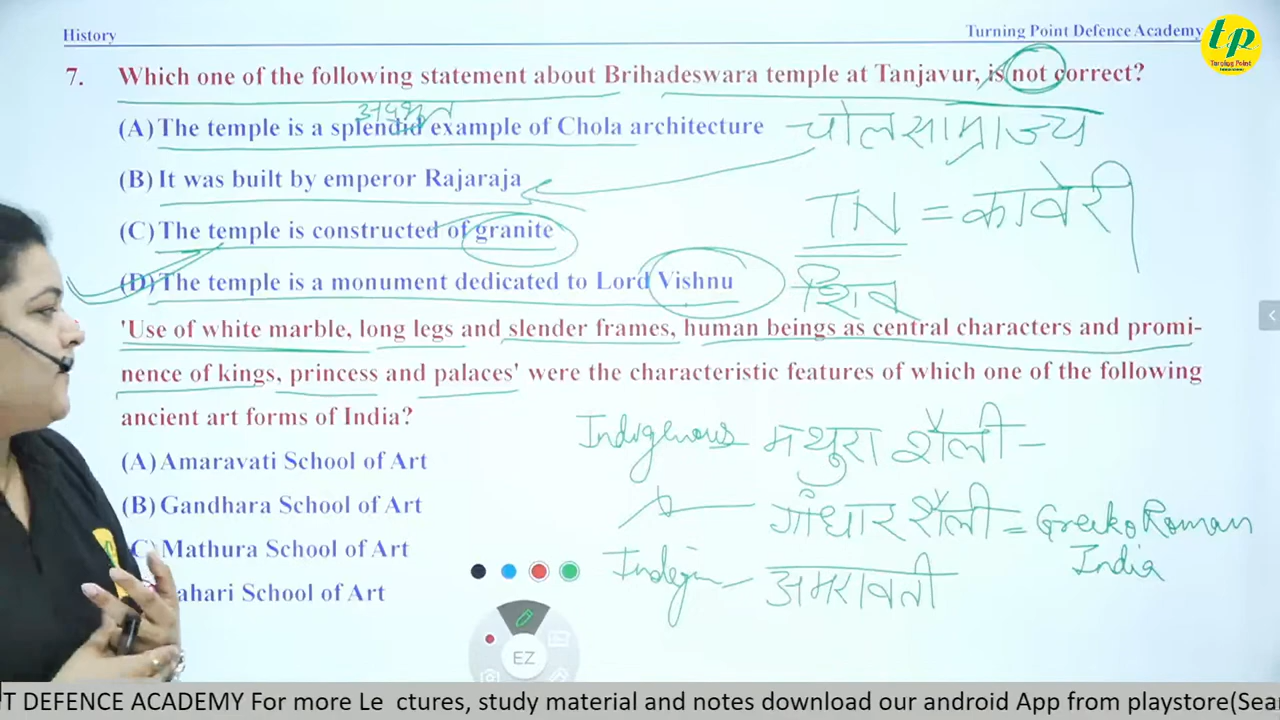 History
Turning Point Defence Academy
tp
Turning Point
7. Which one of the following statement about Brihadeswara temple at Tanjavur, is not correct?
अद्भुत
(A) The temple is a splendid example of Chola architecture
चोल साम्राज्य
(B) It was built by emperor Rajaraja
TN = कावेरी
(C) The temple is constructed of granite
(D) The temple is a monument dedicated to Lord Vishnu
शिव
'Use of white marble, long legs and slender frames, human beings as central characters and promi-
nence of kings, princess and palaces' were the characteristic features of which one of the following
ancient art forms of India?
Indigenous मथुरा शैली -
(A) Amaravati School of Art
(B) Gandhara School of Art
गांधार शैली = Greeko Roman
India
(C) Mathura School of Art
अमरावती
ahari School of Art
EZ
T DEFENCE ACADEMY For more Le ctures, study material and notes download our android App from playstore(Sea